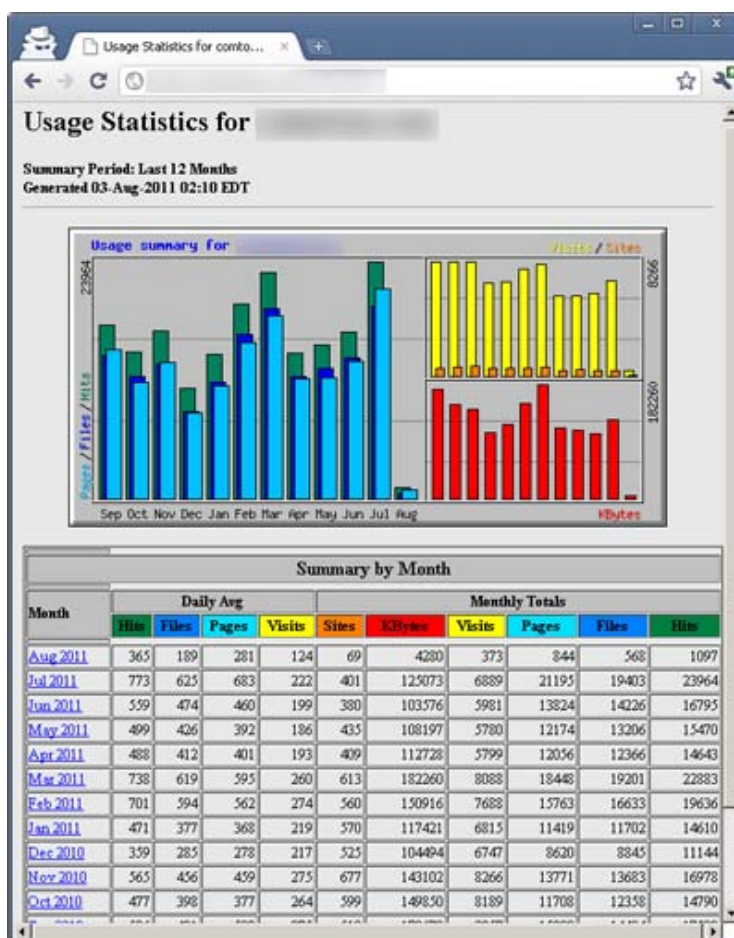 Usage Statistics for comto...
Usage Statistics for
Summary Period: Last 12 Months
Generated 03-Aug-2011 02:10 EDT
Usage summary for
Visits/Sites
23964
8266
Pages/Files/Hits
182260
Sep Oct Nov Dec Jan Feb Mar Apr May Jun Jul Aug
KBytes
Summary by Month
Month Daily Avg Monthly Totals
Hits Files Pages Visits Sites KBytes Visits Pages Files Hits
Aug 2011 365 189 281 124 69 4280 373 844 568 1097
Jul 2011 773 625 683 222 401 125073 6889 21195 19403 23964
Jun 2011 559 474 460 199 380 103576 5981 13824 14226 16795
May 2011 499 426 392 186 435 108197 5780 12174 13206 15470
Apr 2011 488 412 401 193 409 112728 5799 12056 12366 14643
Mar 2011 738 619 595 260 613 182260 8088 18448 19201 22883
Feb 2011 701 594 562 274 560 150916 7688 15763 16633 19636
Jan 2011 471 377 368 219 570 117421 6815 11419 11702 14610
Dec 2010 359 285 278 217 525 104494 6747 8620 8845 11144
Nov 2010 565 456 459 275 677 143102 8266 13771 13683 16978
Oct 2010 477 398 377 264 599 149850 8189 11708 12358 14790